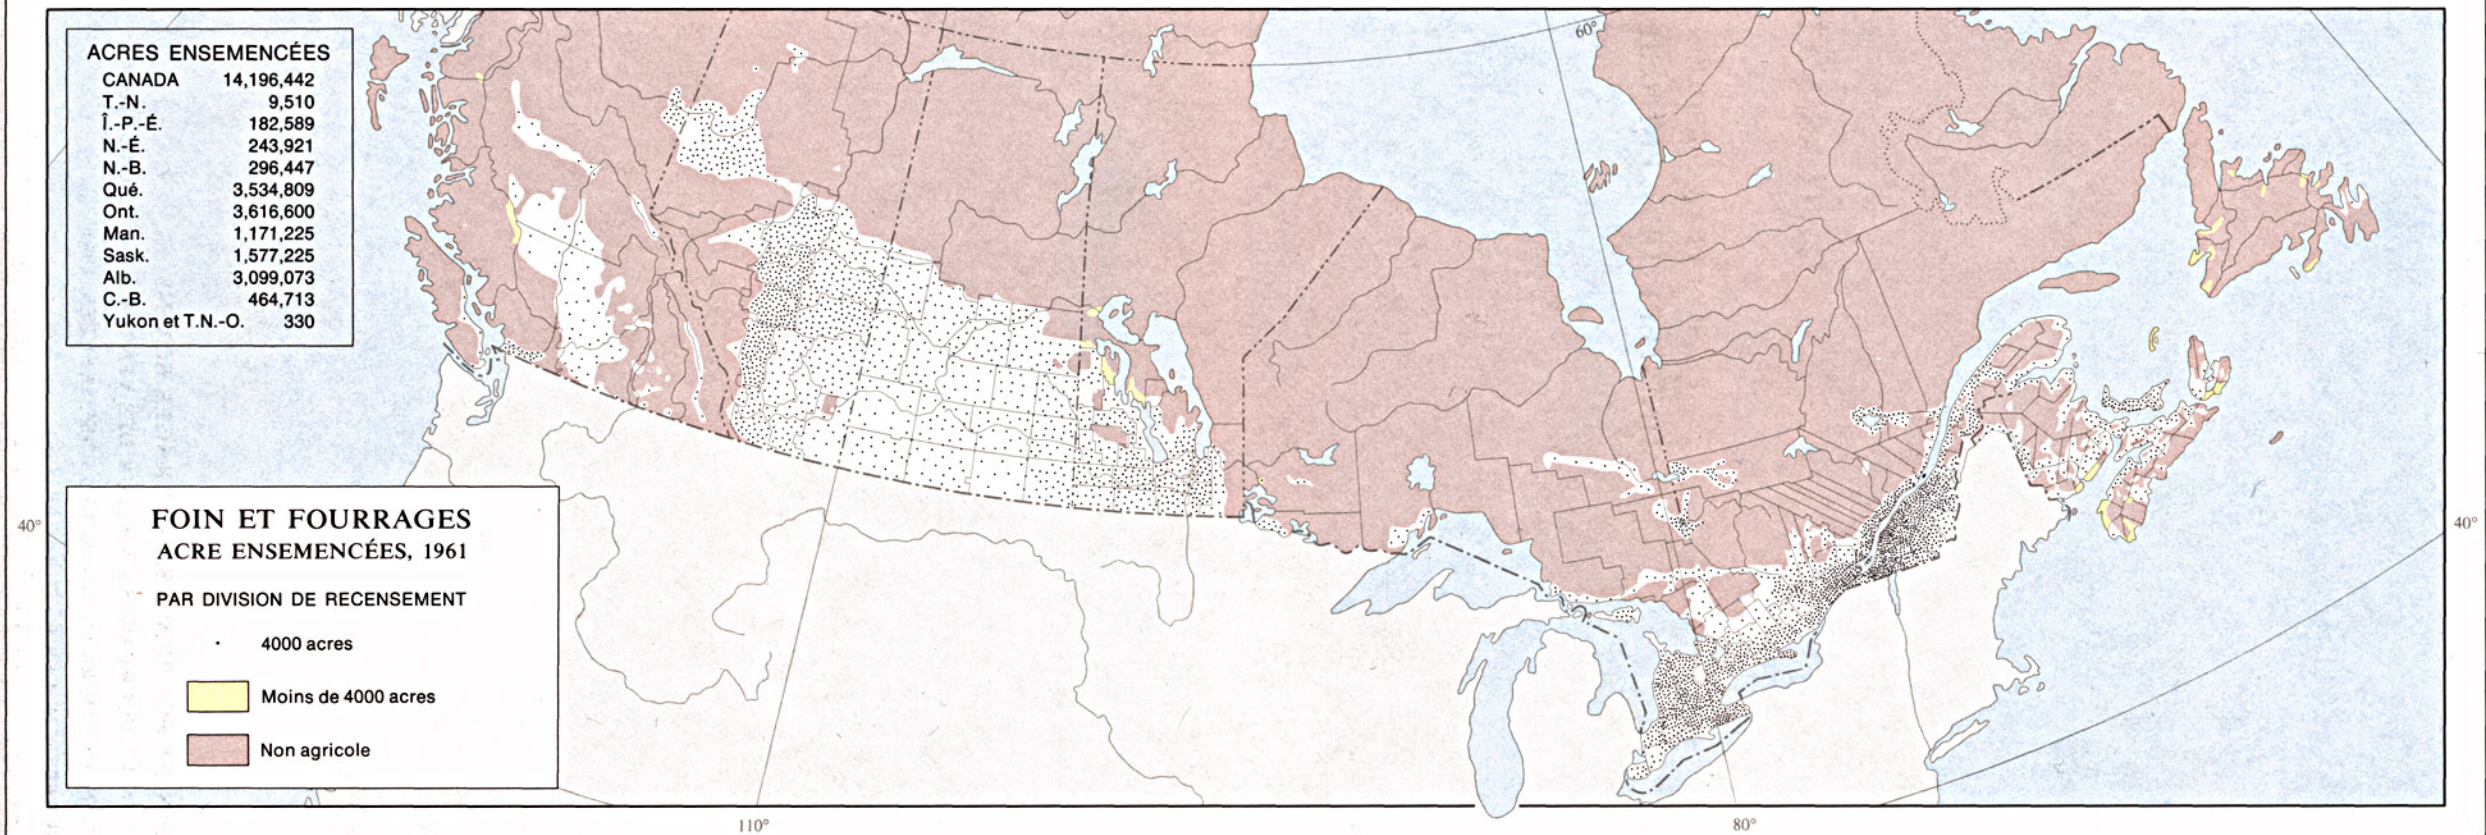 ACRES ENSEMENCÉES
CANADA 14,196,442
T.-N. 9,510
Î.-P.-É. 182,589
N.-É. 243,921
N.-B. 296,447
Qué. 3,534,809
Ont. 3,616,600
Man. 1,171,225
Sask. 1,577,225
Alb. 3,099,073
C.-B. 464,713
Yukon et T.N.-O. 330
60°
40°
40°
FOIN ET FOURRAGES
ACRE ENSEMENCÉES, 1961
PAR DIVISION DE RECENSEMENT
4000 acres
Moins de 4000 acres
Non agricole
110°
80°